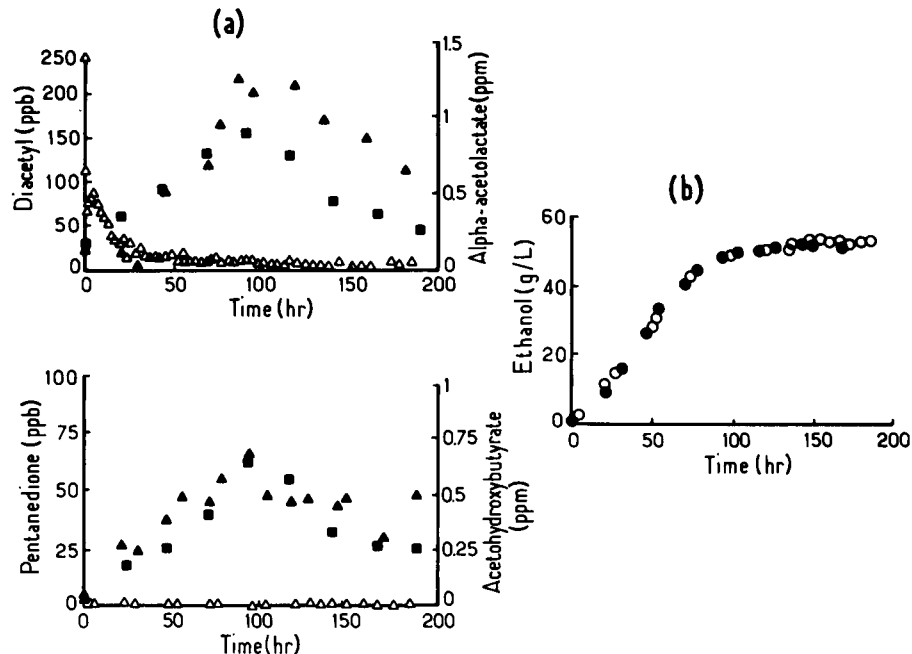 (a)
Diacetyl (ppb)
250
200
150
100
50
0
1.5
1
0.5
0
Alpha-acetolactate(ppm)
0 50 100 150 200
Time (hr)
(b)
Ethanol (g/L)
60
40
20
0
0 50 100 150 200
Time (hr)
Pentanedione (ppb)
100
75
50
25
0
1
0.75
0.5
0.25
0
Acetohydroxybutyrate
(ppm)
0 50 100 150 200
Time(hr)